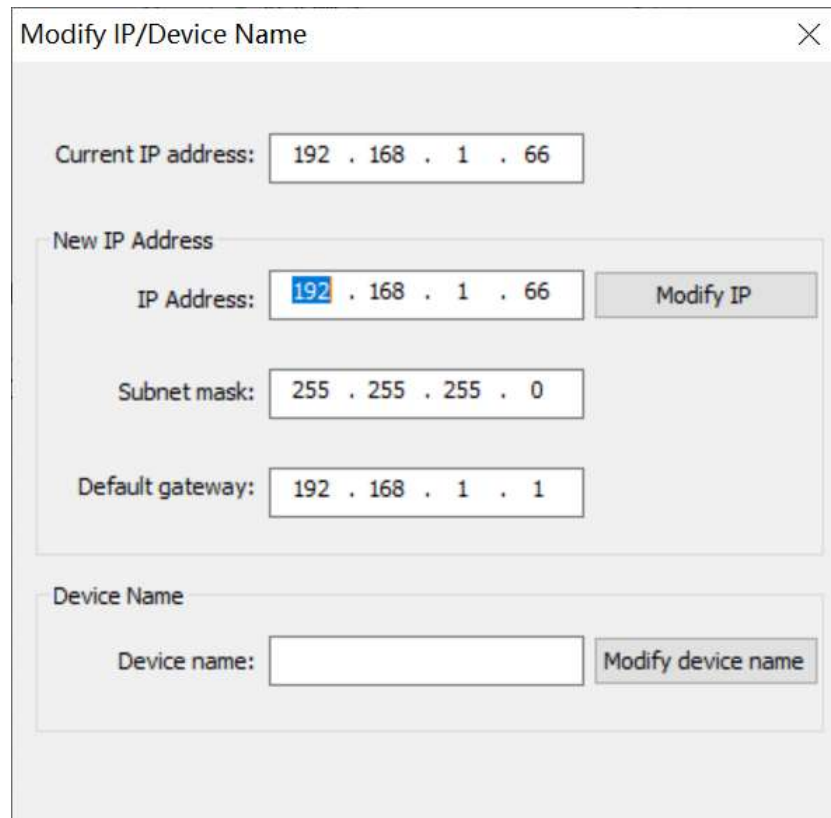 Modify IP/Device Name
Current IP address: 192 . 168 . 1 . 66
New IP Address
IP Address: 192 . 168 . 1 . 66 Modify IP
Subnet mask: 255 . 255 . 255 . 0
Default gateway: 192 . 168 . 1 . 1
Device Name
Device name: Modify device name